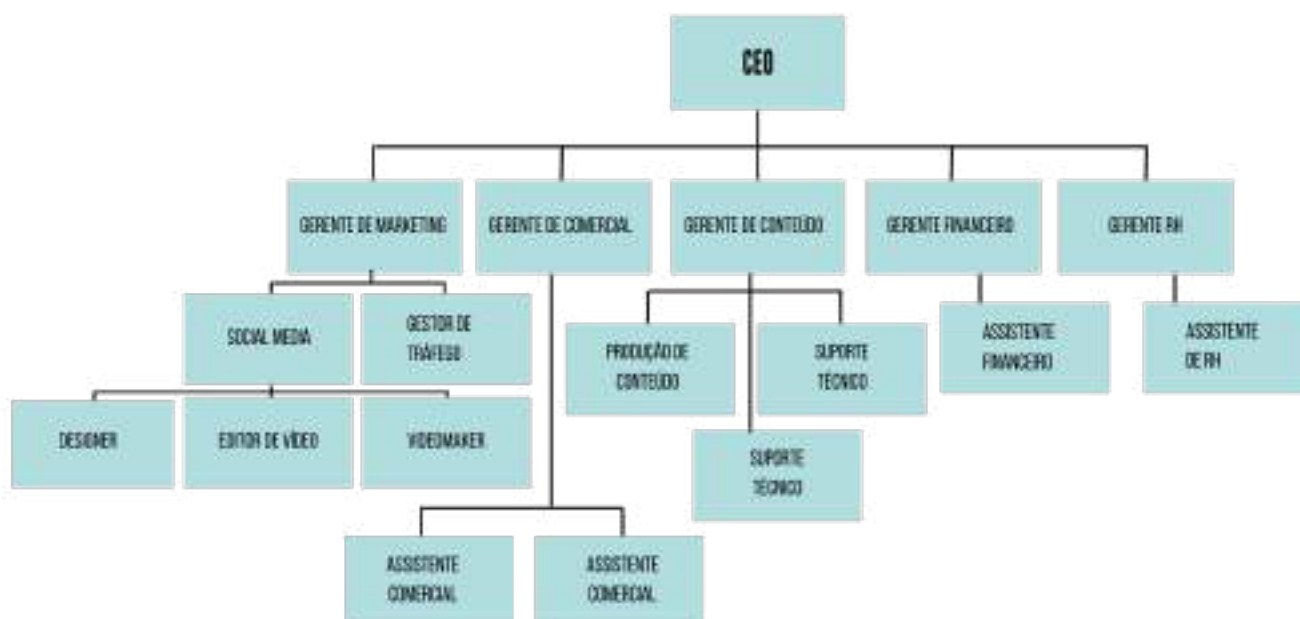 CEO
GERENTE DE MARKETING
GERENTE DE COMERCIAL
GERENTE DE CONTEÚDO
GERENTE FINANCEIRO
GERENTE RH
SOCIAL MEDIA
GESTOR DE
TRÁFEGO
PRODUÇÃO DE
CONTEÚDO
SUPORTE
TÉCNICO
ASSISTENTE
FINANCEIRO
ASSISTENTE
DE RH
DESIGNER
EDITOR DE VÍDEO
VIDEOMAKER
SUPORTE
TÉCNICO
ASSISTENTE
COMERCIAL
ASSISTENTE
COMERCIAL